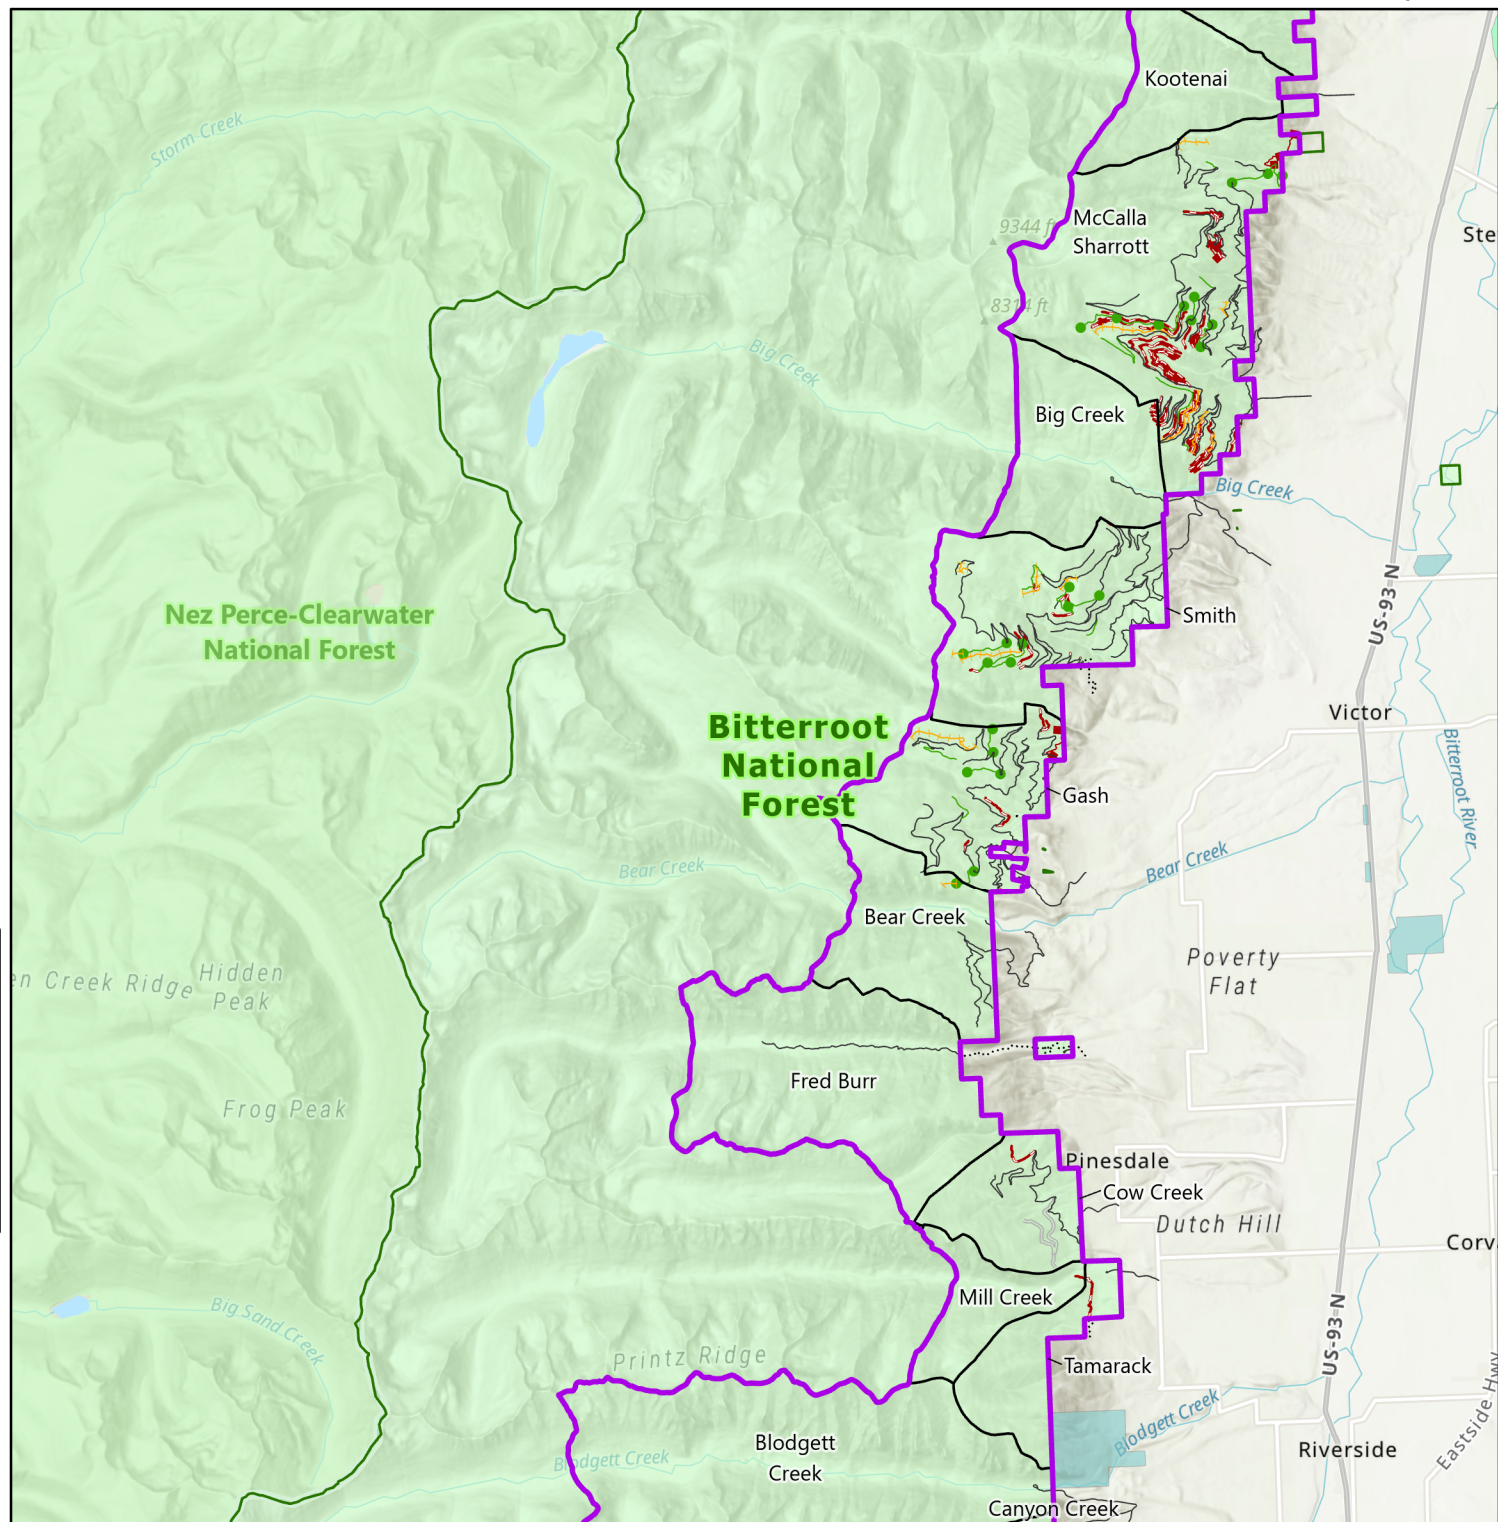 Kootenai
Storm Creek
McCalla
Sharrott
9344 ft
Ste
8314 ft
Big Creek
Big Creek
Big Creek
US-93 N
Nez Perce-Clearwater
National Forest
Smith
Victor
Bitterroot
National
Forest
Bitterroot River
Gash
Bear Creek
Bear Creek
Bear Creek
Poverty
Flat
en Creek Ridge
Hidden
Peak
Fred Burr
Frog Peak
Pinesdale
Cow Creek
Dutch Hill
Corv
Mill Creek
Big Sand Creek
US-93 N
Printz Ridge
Tamarack
Blodgett Creek
Eastside Hwy
Blodgett
Creek
Blodgett Creek
Riverside
Canyon Creek